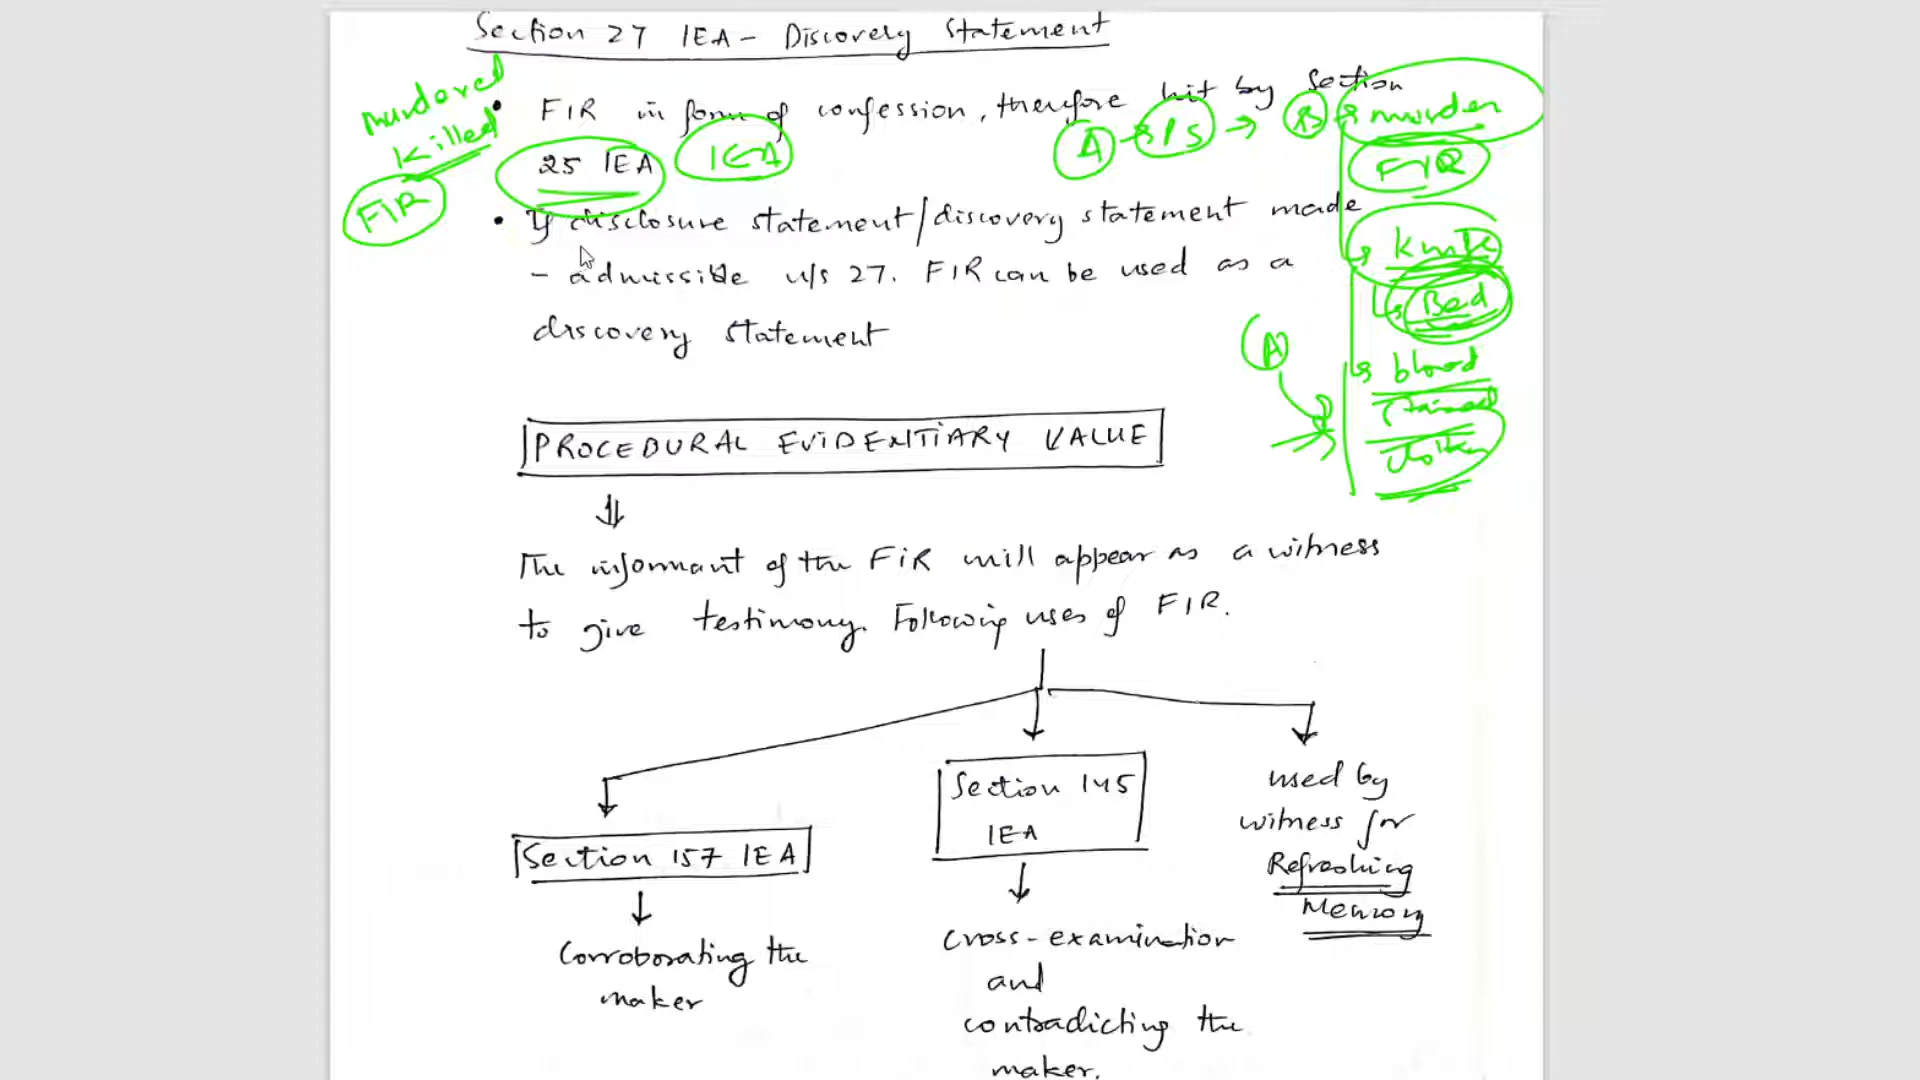 Section 27 IEA - Discovery Statement
murdered
killed
FIR
• FIR in form of confession, therefore hit by Section
25 IEA
IEA
A → PS → B → murder
FIR
• If disclosure statement/discovery statement made
knife
- admissible u/s 27. FIR can be used as a
Bed
discovery statement
A
blood
stained
clothes
PROCEDURAL EVIDENTIARY VALUE
The informant of the FIR will appear as a witness
to give testimony. Following uses of FIR.
Section 157 IEA
Corroborating the
maker
Section 145
IEA
Cross-examination
and
contradicting the
maker.
used by
witness for
Refreshing
Memory